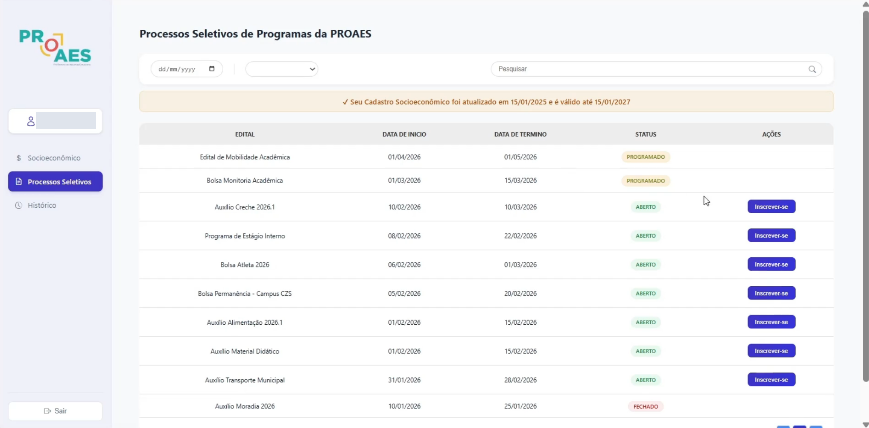 PRO
AES
Processos Seletivos de Programas da PROAES
dd/mm/yyyy
Pesquisar
✓ Seu Cadastro Socioeconômico foi atualizado em 15/01/2025 e é válido até 15/01/2027
$ Socioeconômico
Processos Seletivos
Histórico
Sair
EDITAL DATA DE INICIO DATA DE TERMINO STATUS AÇÕES
Edital de Mobilidade Acadêmica 01/04/2026 01/05/2026 PROGRAMADO
Bolsa Monitoria Acadêmica 01/03/2026 15/03/2026 PROGRAMADO
Auxílio Creche 2026.1 10/02/2026 10/03/2026 ABERTO Inscrever-se
Programa de Estágio Interno 08/02/2026 22/02/2026 ABERTO Inscrever-se
Bolsa Atleta 2026 06/02/2026 01/03/2026 ABERTO Inscrever-se
Bolsa Permanência - Campus CZS 05/02/2026 20/02/2026 ABERTO Inscrever-se
Auxílio Alimentação 2026.1 01/02/2026 15/02/2026 ABERTO Inscrever-se
Auxílio Material Didático 01/02/2026 15/02/2026 ABERTO Inscrever-se
Auxílio Transporte Municipal 31/01/2026 28/02/2026 ABERTO Inscrever-se
Auxílio Moradia 2026 10/01/2026 25/01/2026 FECHADO